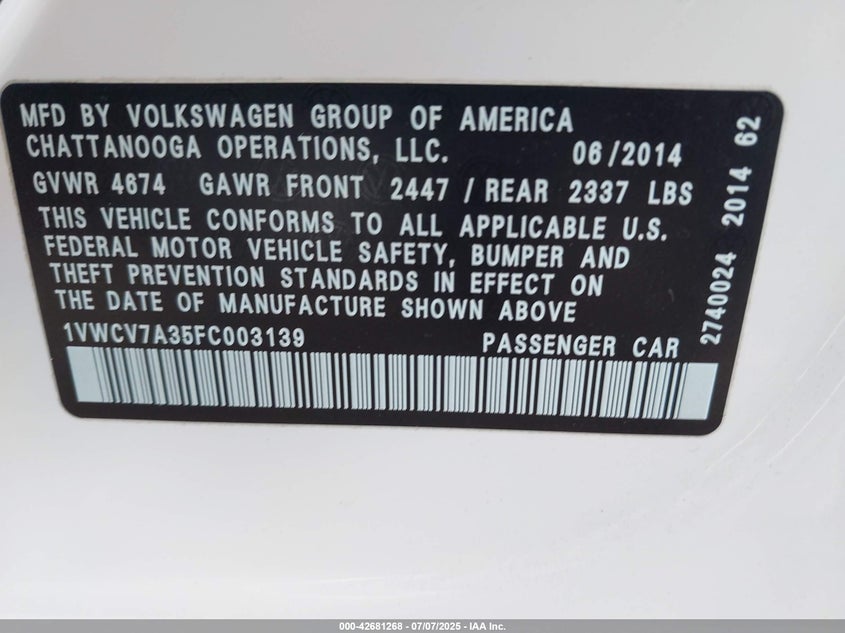 MFD BY VOLKSWAGEN GROUP OF AMERICA
CHATTANOOGA OPERATIONS, LLC. 06/2014
GVWR 4674 GAWR FRONT 2447 / REAR 2337 LBS
THIS VEHICLE CONFORMS TO ALL APPLICABLE U.S.
FEDERAL MOTOR VEHICLE SAFETY, BUMPER AND
THEFT PREVENTION STANDARDS IN EFFECT ON
THE DATE OF MANUFACTURE SHOWN ABOVE
1VWCV7A35FC003139 PASSENGER CAR
2740024 2014 62
000-42681268 - 07/07/2025 - IAA Inc.